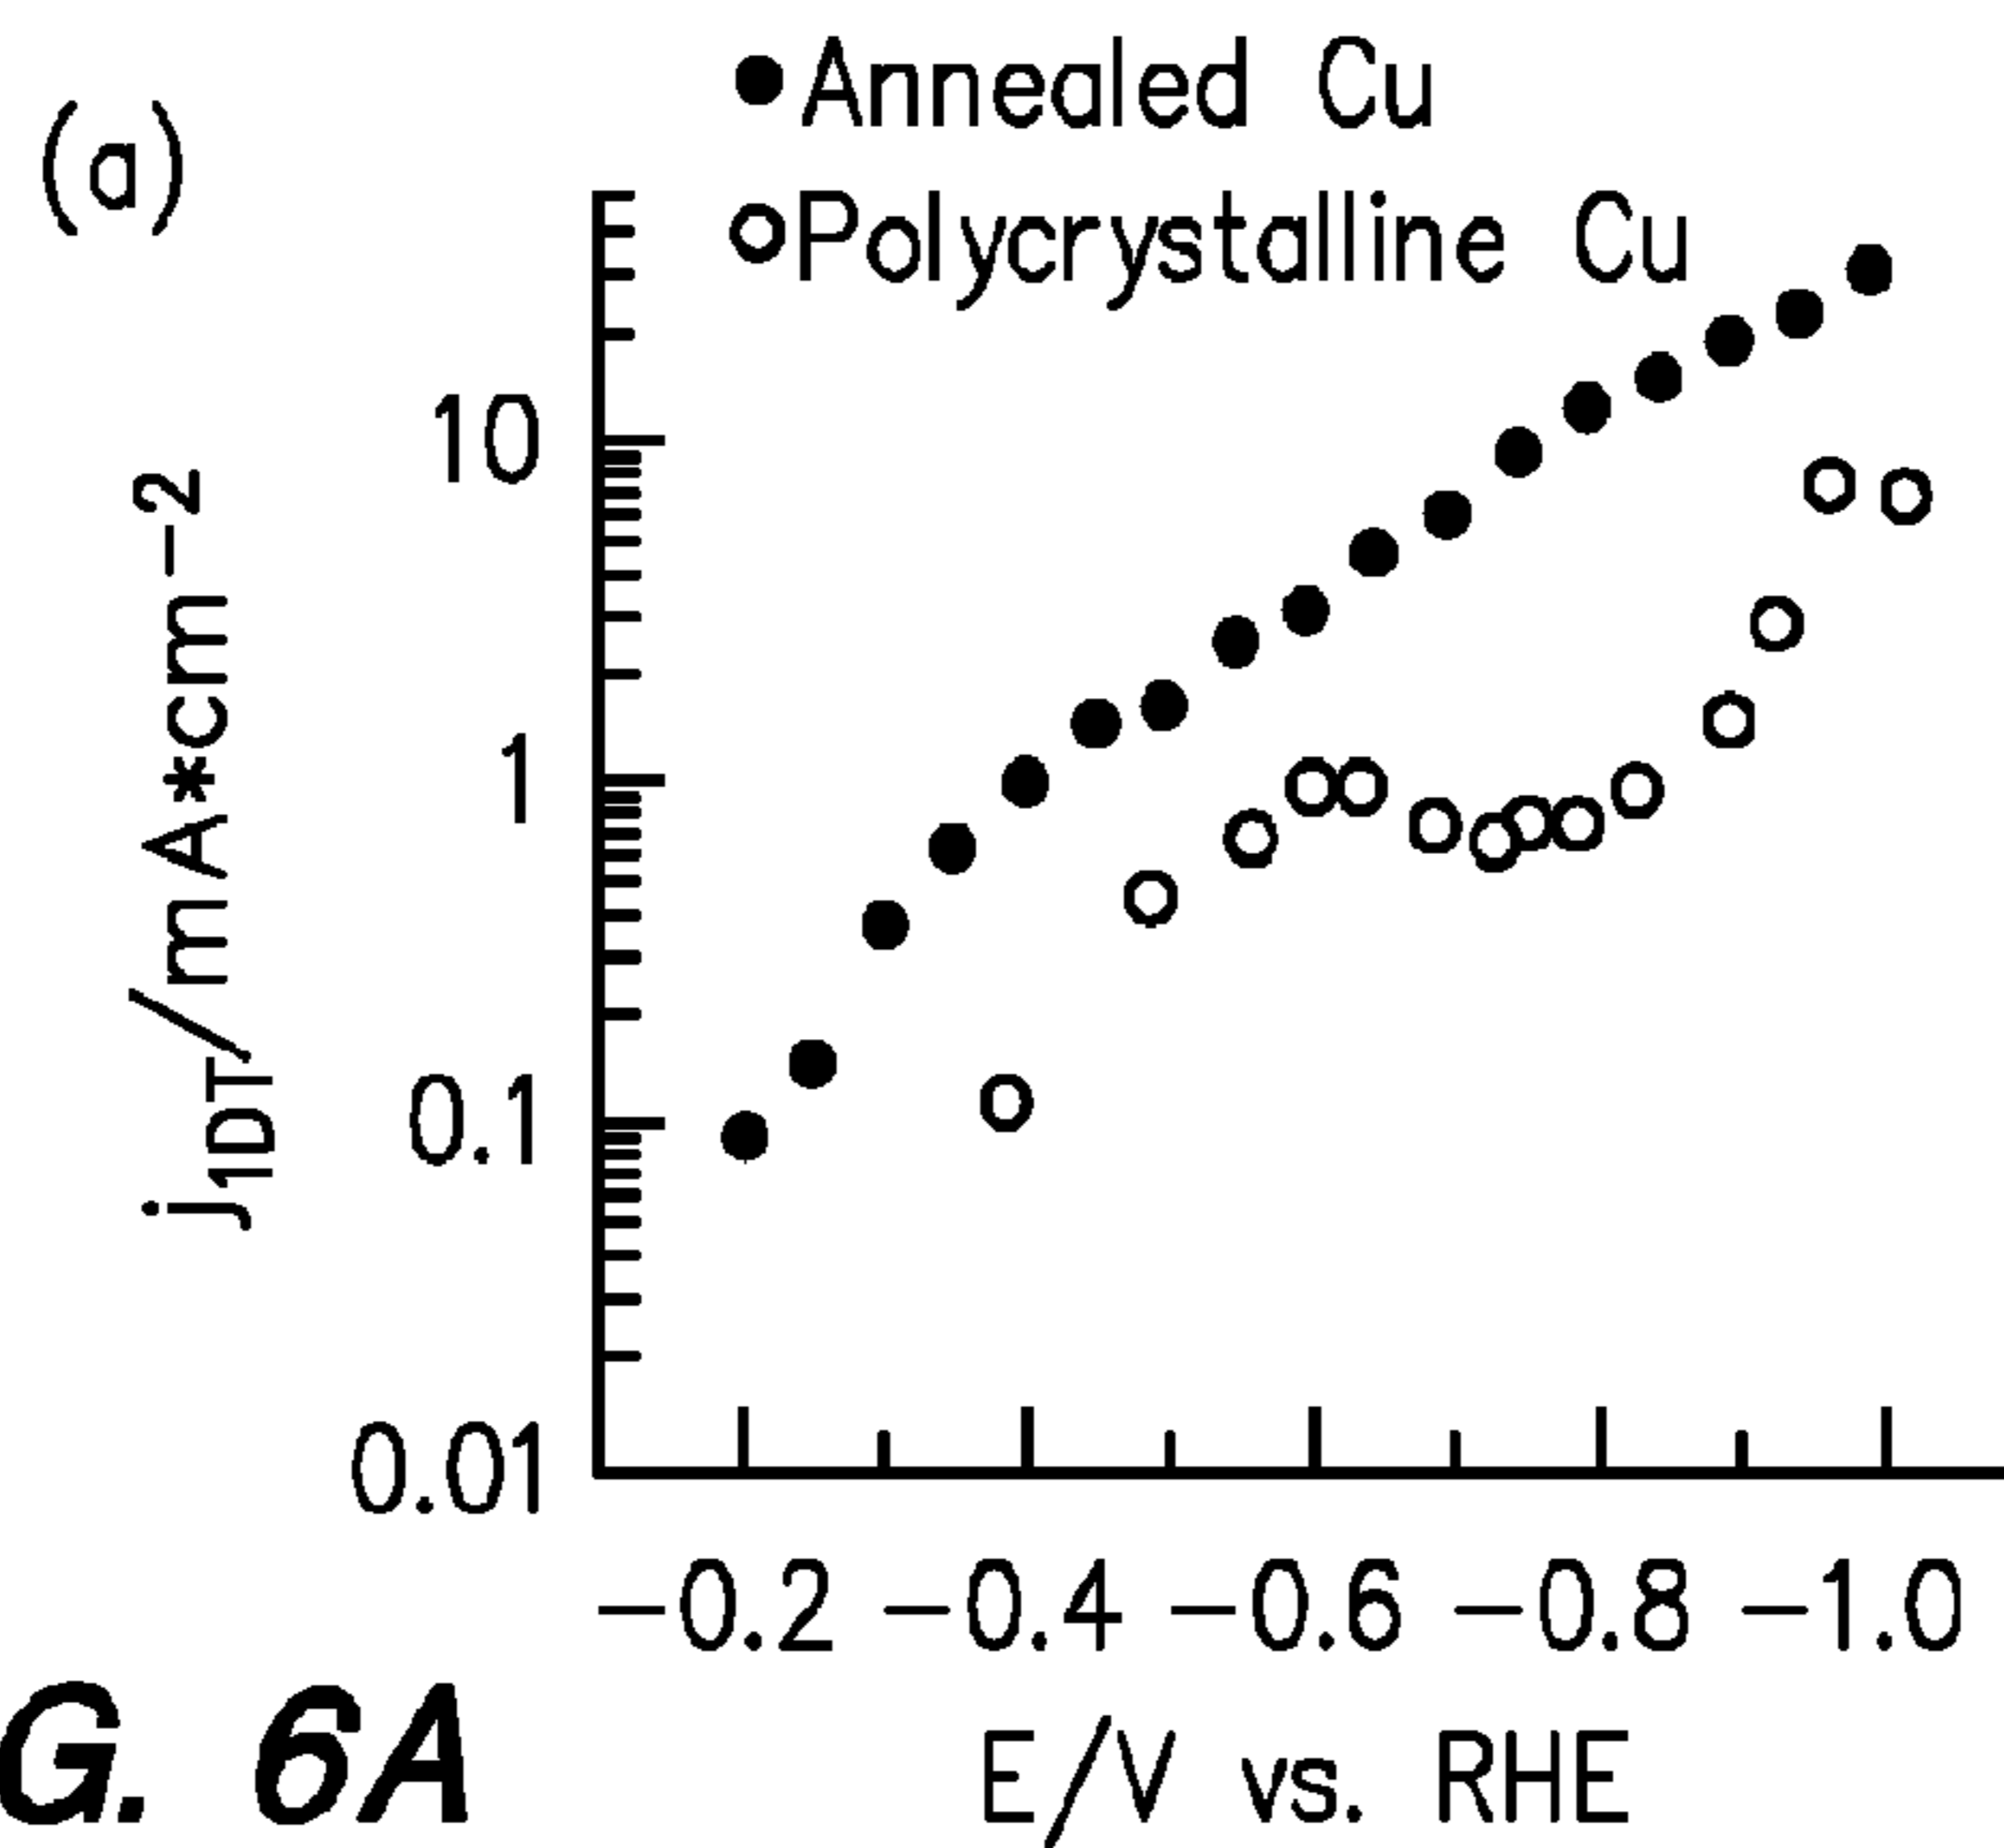 (a)
Annealed Cu
Polycrystalline Cu
j1DT/mA*cm-2
10
1
0.1
0.01
-0.2 -0.4 -0.6 -0.8 -1.0
E/V vs. RHE
G. 6A